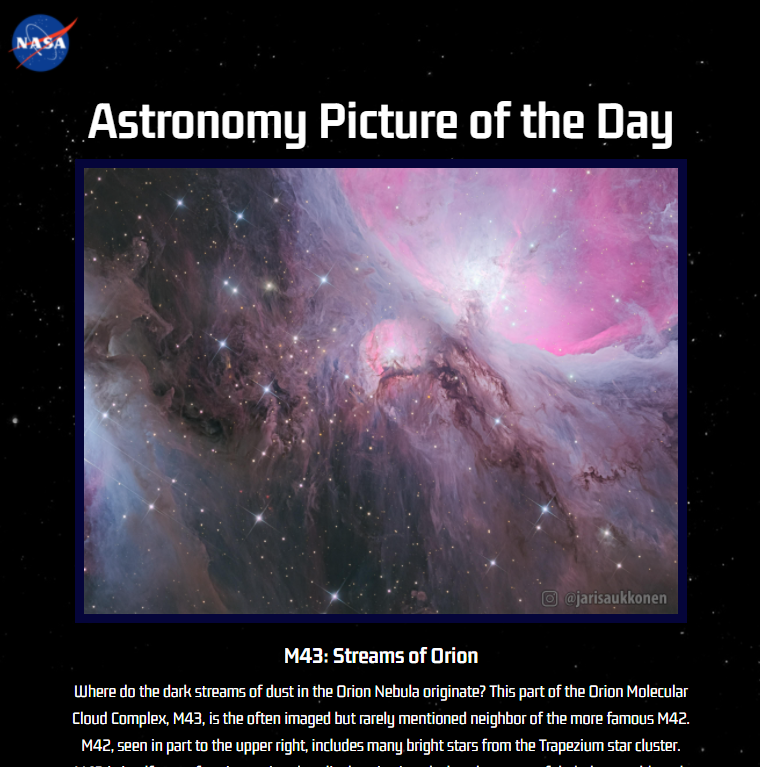 NASA
Astronomy Picture of the Day
@jarisaukkonen
M43: Streams of Orion
Where do the dark streams of dust in the Orion Nebula originate? This part of the Orion Molecular
Cloud Complex, M43, is the often imaged but rarely mentioned neighbor of the more famous M42.
M42, seen in part to the upper right, includes many bright stars from the Trapezium star cluster.